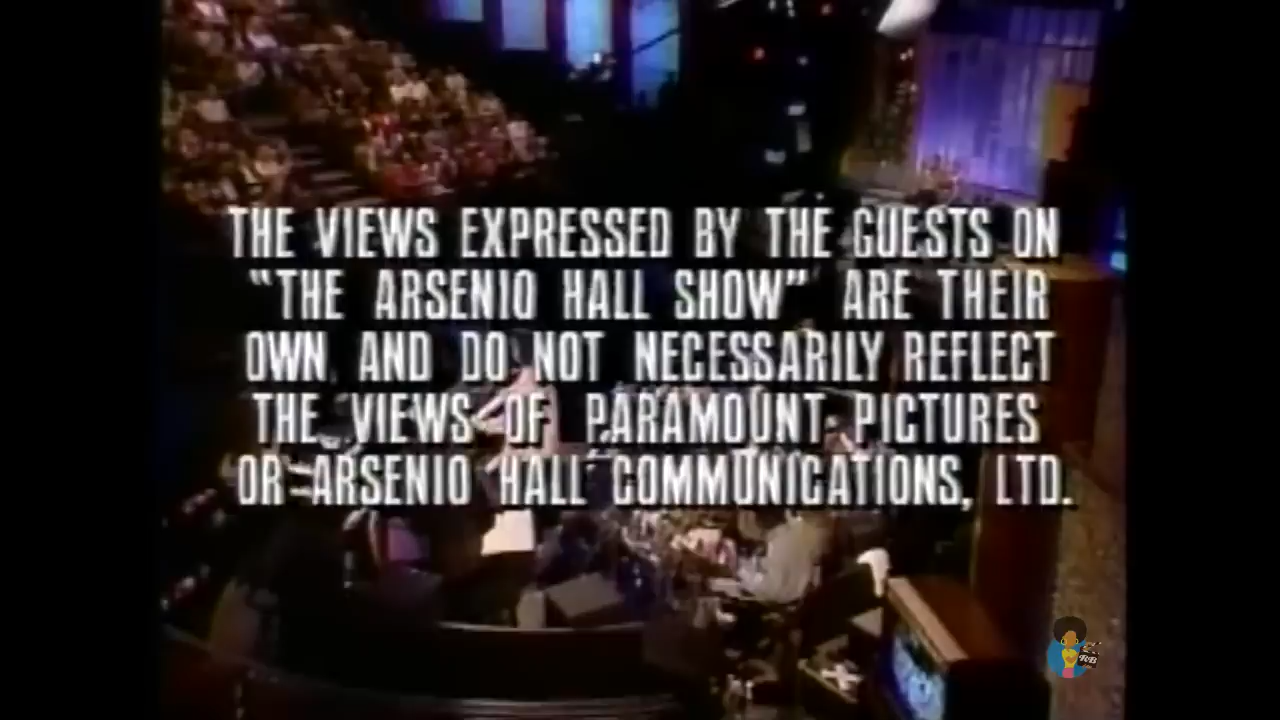 THE VIEWS EXPRESSED BY THE GUESTS ON
“THE ARSENIO HALL SHOW” ARE THEIR
OWN AND DO NOT NECESSARILY REFLECT
THE VIEWS OF PARAMOUNT PICTURES
OR ARSENIO HALL COMMUNICATIONS, LTD.
RB